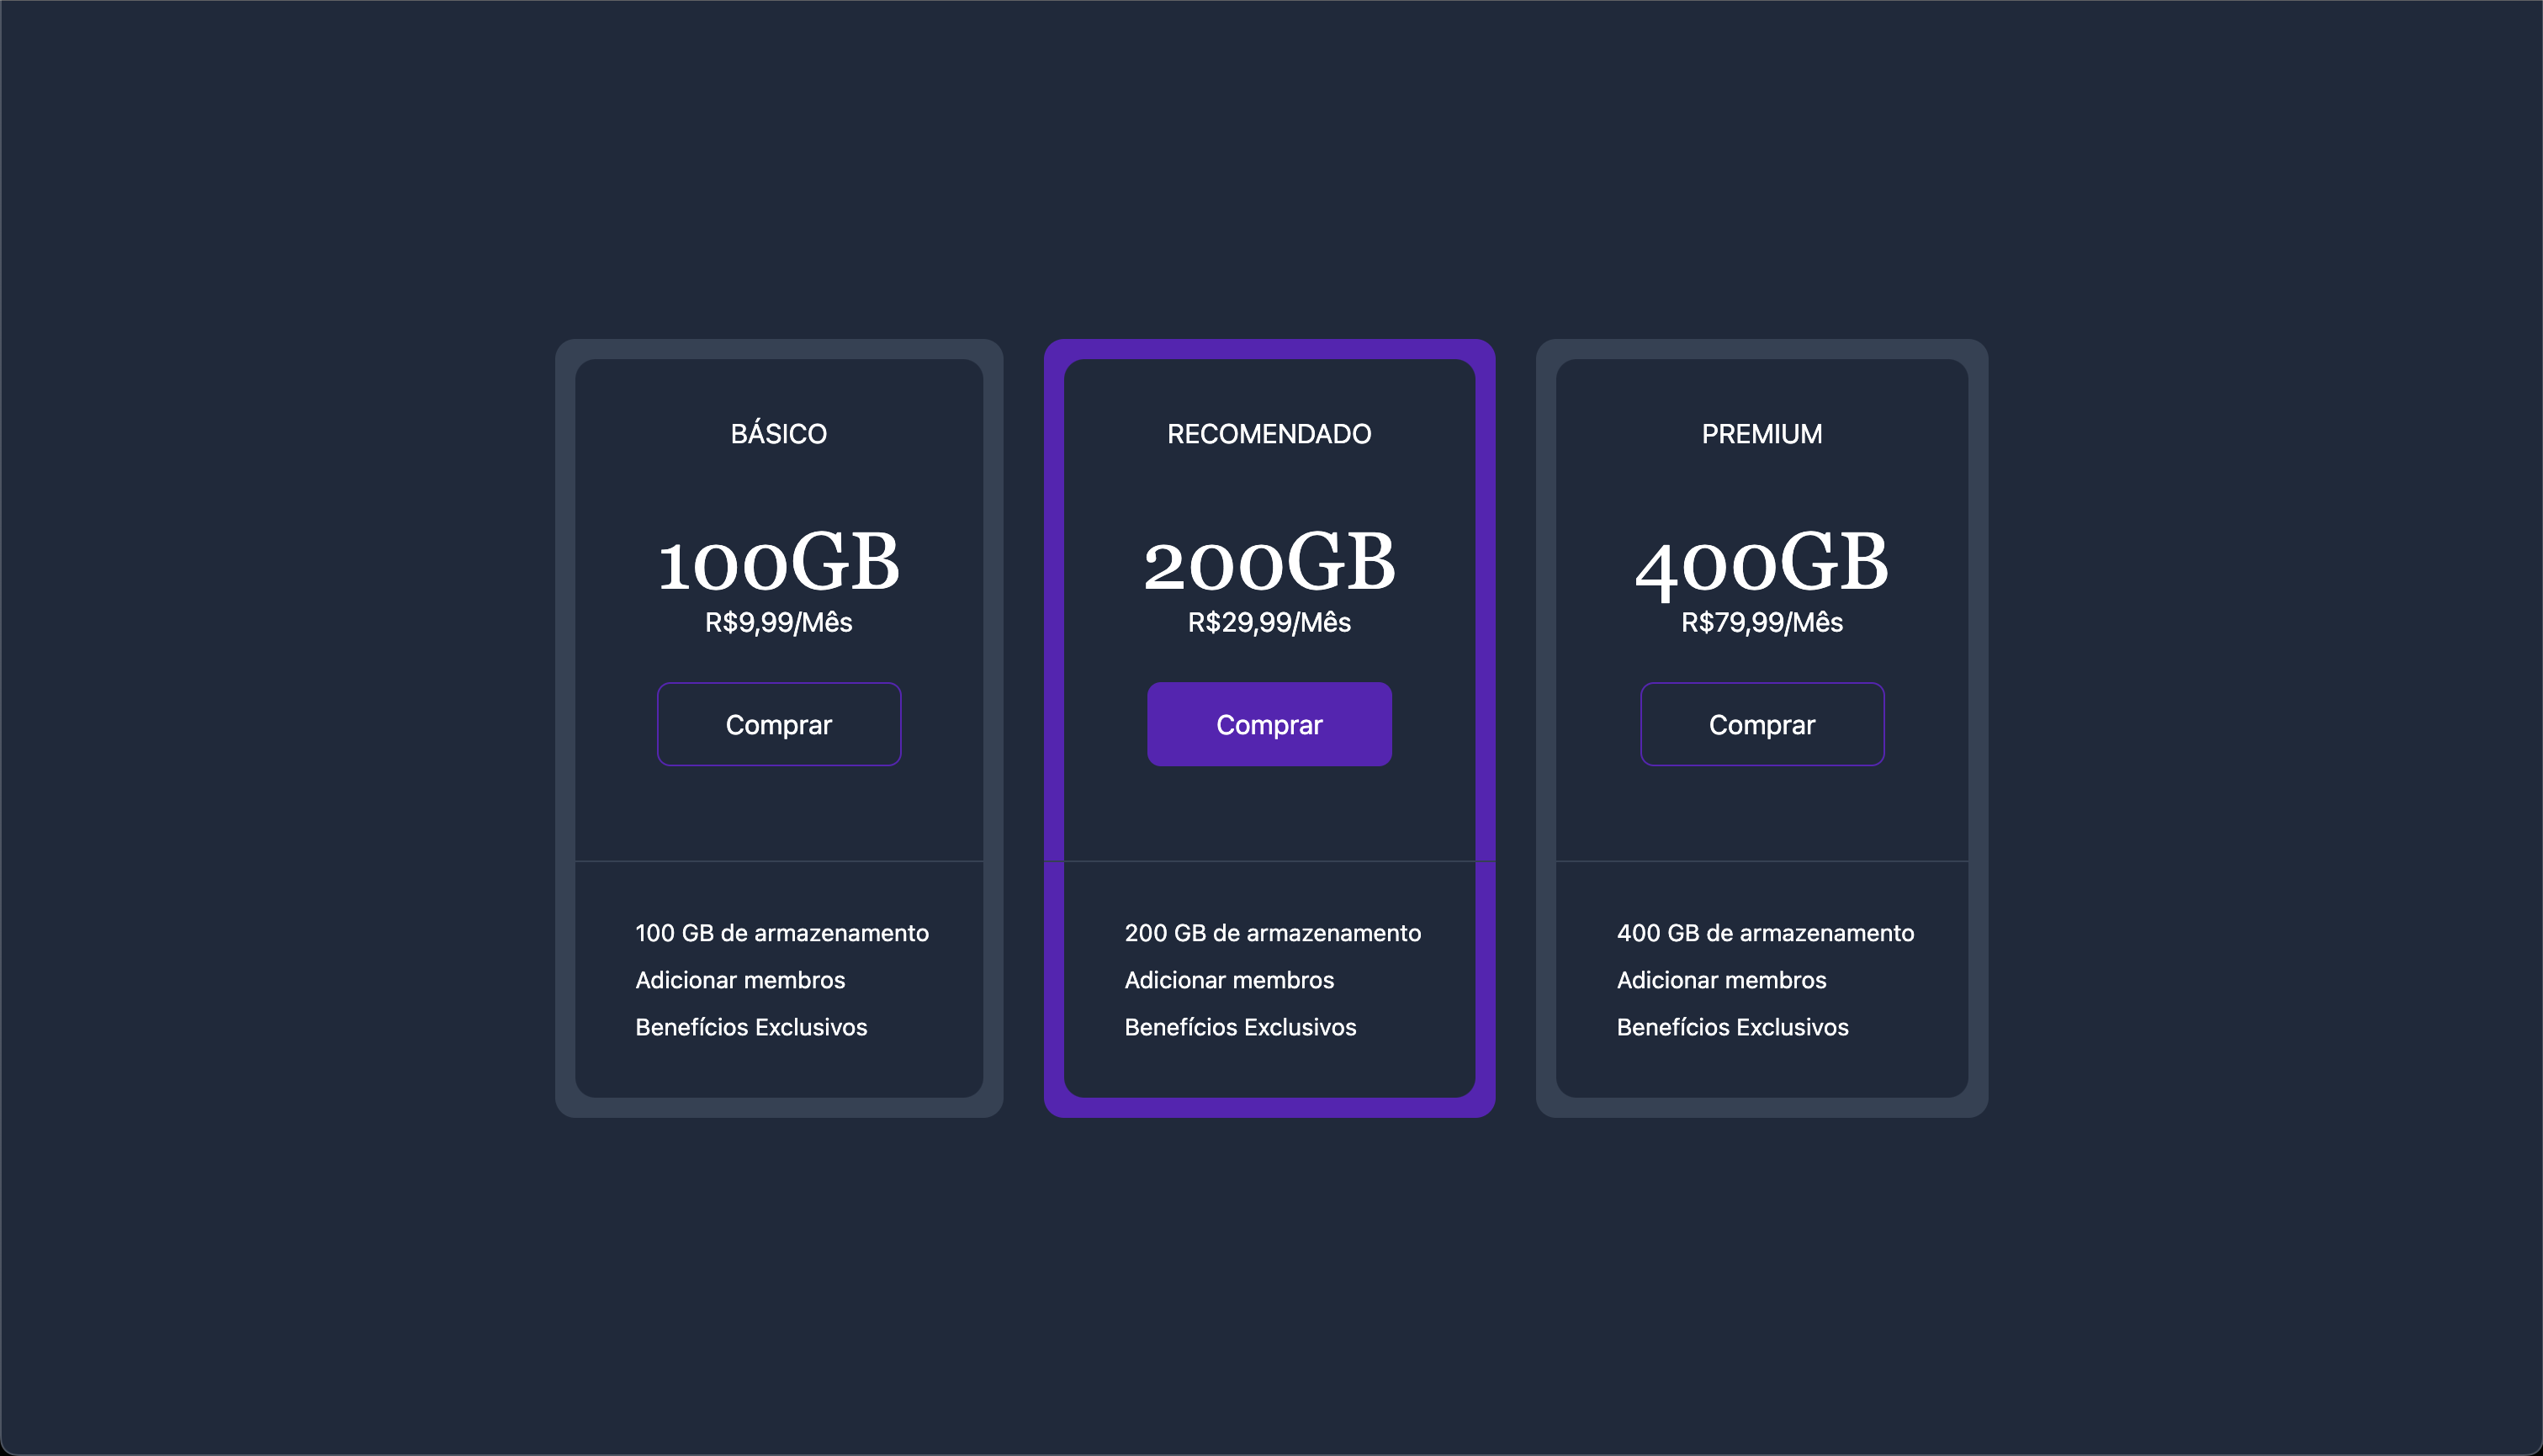 BÁSICO
100GB
R$9,99/Mês
Comprar
100 GB de armazenamento
Adicionar membros
Benefícios Exclusivos
RECOMENDADO
200GB
R$29,99/Mês
Comprar
200 GB de armazenamento
Adicionar membros
Benefícios Exclusivos
PREMIUM
400GB
R$79,99/Mês
Comprar
400 GB de armazenamento
Adicionar membros
Benefícios Exclusivos